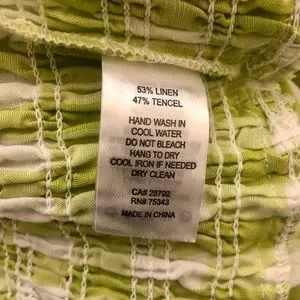 53% LINEN
47% TENCEL
HAND WASH IN
COOL WATER
DO NOT BLEACH
HANG TO DRY
COOL IRON IF NEEDED
DRY CLEAN
CA# 28792
RN# 75343
MADE IN CHINA